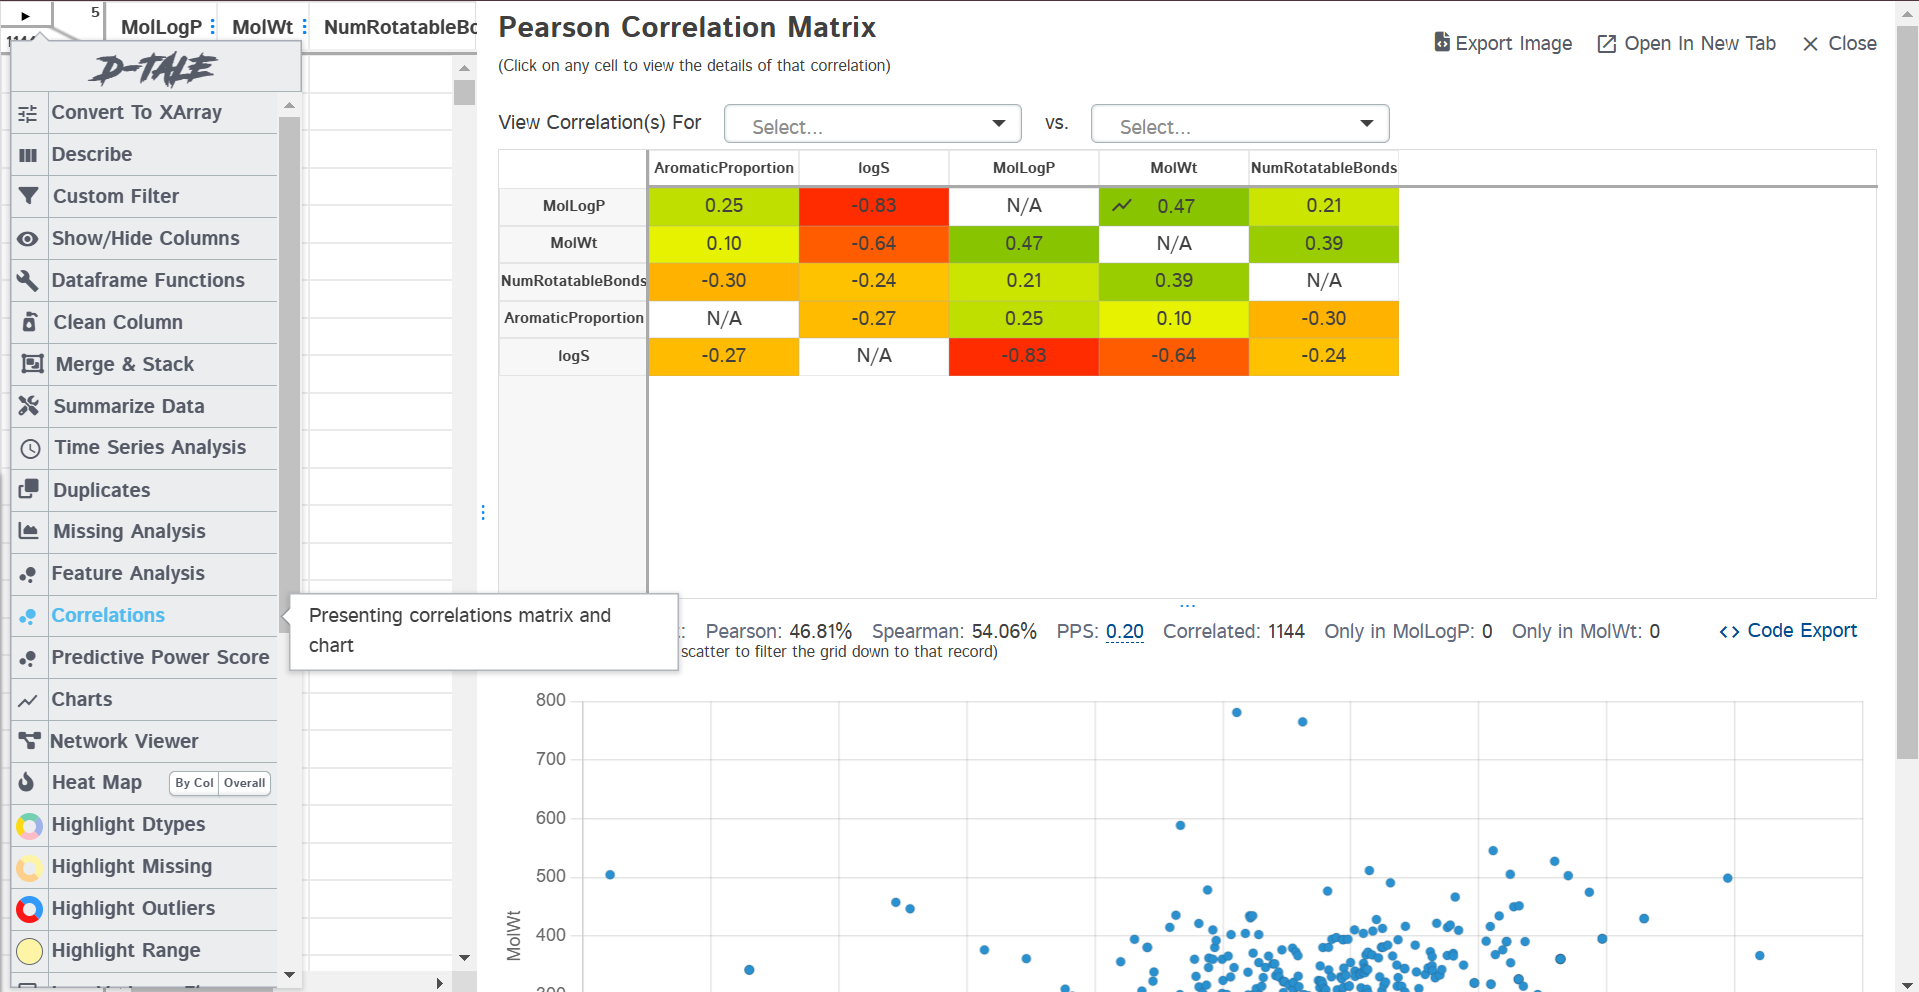 5
MolLogP
MolWt
NumRotatableBo
D-TALE
Convert To XArray
Describe
Custom Filter
Show/Hide Columns
Dataframe Functions
Clean Column
Merge & Stack
Summarize Data
Time Series Analysis
Duplicates
Missing Analysis
Feature Analysis
Correlations
Predictive Power Score
Charts
Network Viewer
Heat Map By Col Overall
Highlight Dtypes
Highlight Missing
Highlight Outliers
Highlight Range
Presenting correlations matrix and
chart
Pearson Correlation Matrix
(Click on any cell to view the details of that correlation)
Export Image Open In New Tab Close
View Correlation(s) For Select... vs. Select...
AromaticProportion logS MolLogP MolWt NumRotatableBonds
MolLogP 0.25 -0.83 N/A 0.47 0.21
MolWt 0.10 -0.64 0.47 N/A 0.39
NumRotatableBonds -0.30 -0.24 0.21 0.39 N/A
AromaticProportion N/A -0.27 0.25 0.10 -0.30
logS -0.27 N/A -0.83 -0.64 -0.24
: Pearson: 46.81% Spearman: 54.06% PPS: 0.20 Correlated: 1144 Only in MolLogP: 0 Only in MolWt: 0 <> Code Export
scatter to filter the grid down to that record)
800
700
600
500
400
300
MolWt